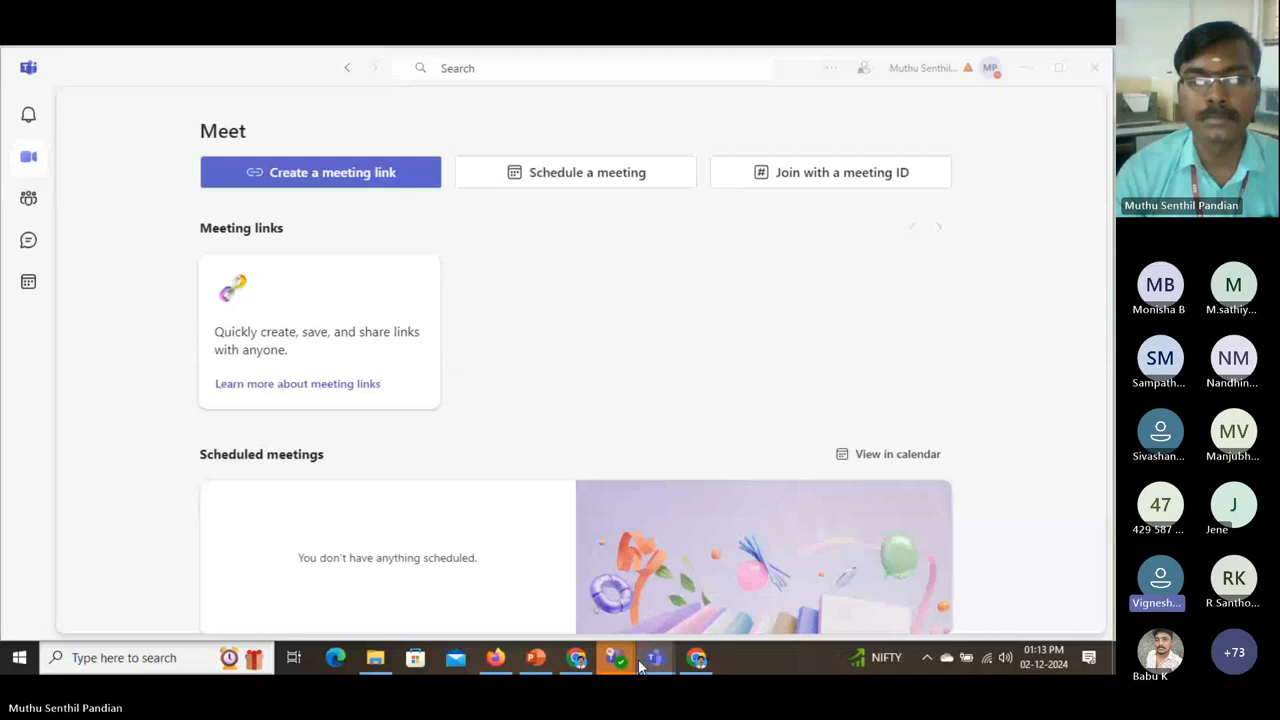 Search
Muthu Senthil...
MP
Meet
Create a meeting link
Schedule a meeting
Join with a meeting ID
Meeting links
Quickly create, save, and share links
with anyone.
Learn more about meeting links
Scheduled meetings
View in calendar
You don't have anything scheduled.
Type here to search
NIFTY
01:13 PM
02-12-2024
Muthu Senthil Pandian
MB
Monisha B
M
M.sathiy...
SM
Sampath...
NM
Nandhin...
Sivashan...
MV
Manjubh...
47
429 587 ...
J
Jene
Vignesh...
RK
R Santho...
Babu K
+73
Muthu Senthil Pandian